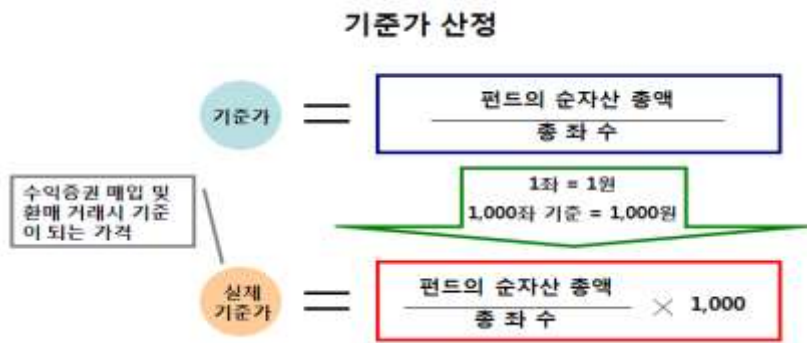 기준가 산정
기준가
펀드의 순자산 총액
총 좌 수
1좌 = 1원
1,000좌 기준 = 1,000원
수익증권 매입 및
환매 거래시 기준
이 되는 가격
실제
기준가
펀드의 순자산 총액
총 좌 수
× 1,000